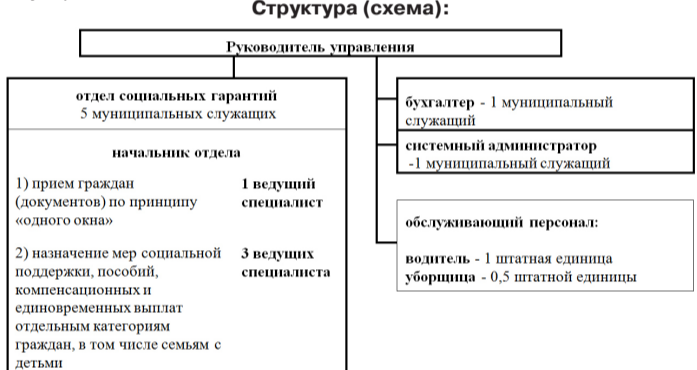 Структура (схема):
Руководитель управления
отдел социальных гарантий
5 муниципальных служащих
начальник отдела
1) прием граждан
(документов) по принципу
«одного окна»
1 ведущий
специалист
2) назначение мер социальной
поддержки, пособий,
компенсационных и
единовременных выплат
отдельным категориям
граждан, в том числе семьям с
детьми
3 ведущих
специалиста
бухгалтер - 1 муниципальный
служащий
системный администратор
-1 муниципальный служащий
обслуживающий персонал:
водитель - 1 штатная единица
уборщица - 0,5 штатной единицы